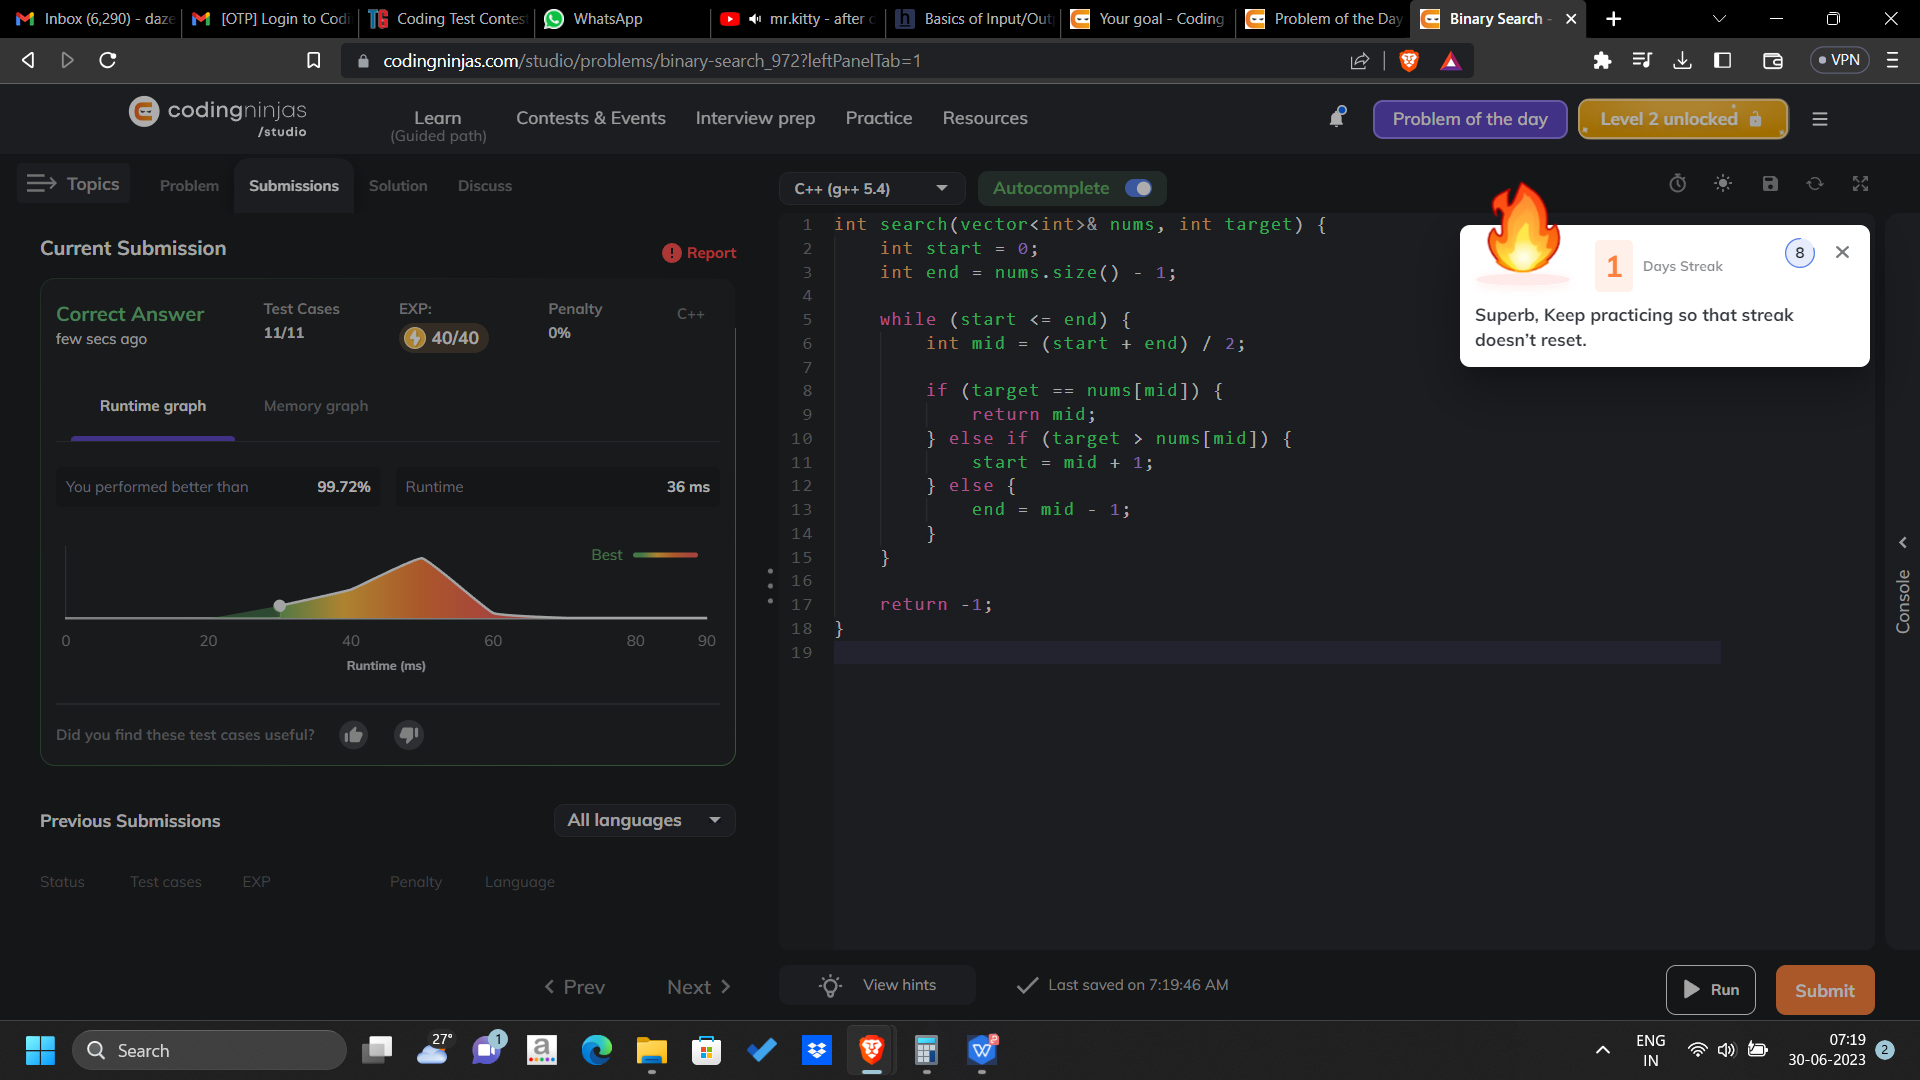 Inbox (6,290) - daze
[OTP] Login to Codi
TG Coding Test Contest
WhatsApp
mr.kitty - after c
h Basics of Input/Outp
Your goal - Coding
Problem of the Day
Binary Search -
codingninjas.com/studio/problems/binary-search_972?leftPanelTab=1
VPN
codingninjas
/studio
Learn
(Guided path)
Contests & Events
Interview prep
Practice
Resources
Problem of the day
Level 2 unlocked
Topics
Problem
Submissions
Solution
Discuss
C++ (g++ 5.4)
Autocomplete
Current Submission
Report
Correct Answer
few secs ago
Test Cases
11/11
EXP:
40/40
Penalty
0%
C++
Runtime graph
Memory graph
You performed better than 99.72%
Runtime 36 ms
Best
0 20 40 60 80 90
Runtime (ms)
Did you find these test cases useful?
Previous Submissions
All languages
Status Test cases EXP Penalty Language
Prev
Next
1 int search(vector<int>& nums, int target) {
2 int start = 0;
3 int end = nums.size() - 1;
4
5 while (start <= end) {
6 int mid = (start + end) / 2;
7
8 if (target == nums[mid]) {
9 return mid;
10 } else if (target > nums[mid]) {
11 start = mid + 1;
12 } else {
13 end = mid - 1;
14 }
15 }
16
17 return -1;
18 }
19
1 Days Streak
8
Superb, Keep practicing so that streak
doesn't reset.
Console
View hints
Last saved on 7:19:46 AM
Run
Submit
Search
27°
1
a
W
ENG
IN
07:19
30-06-2023
2